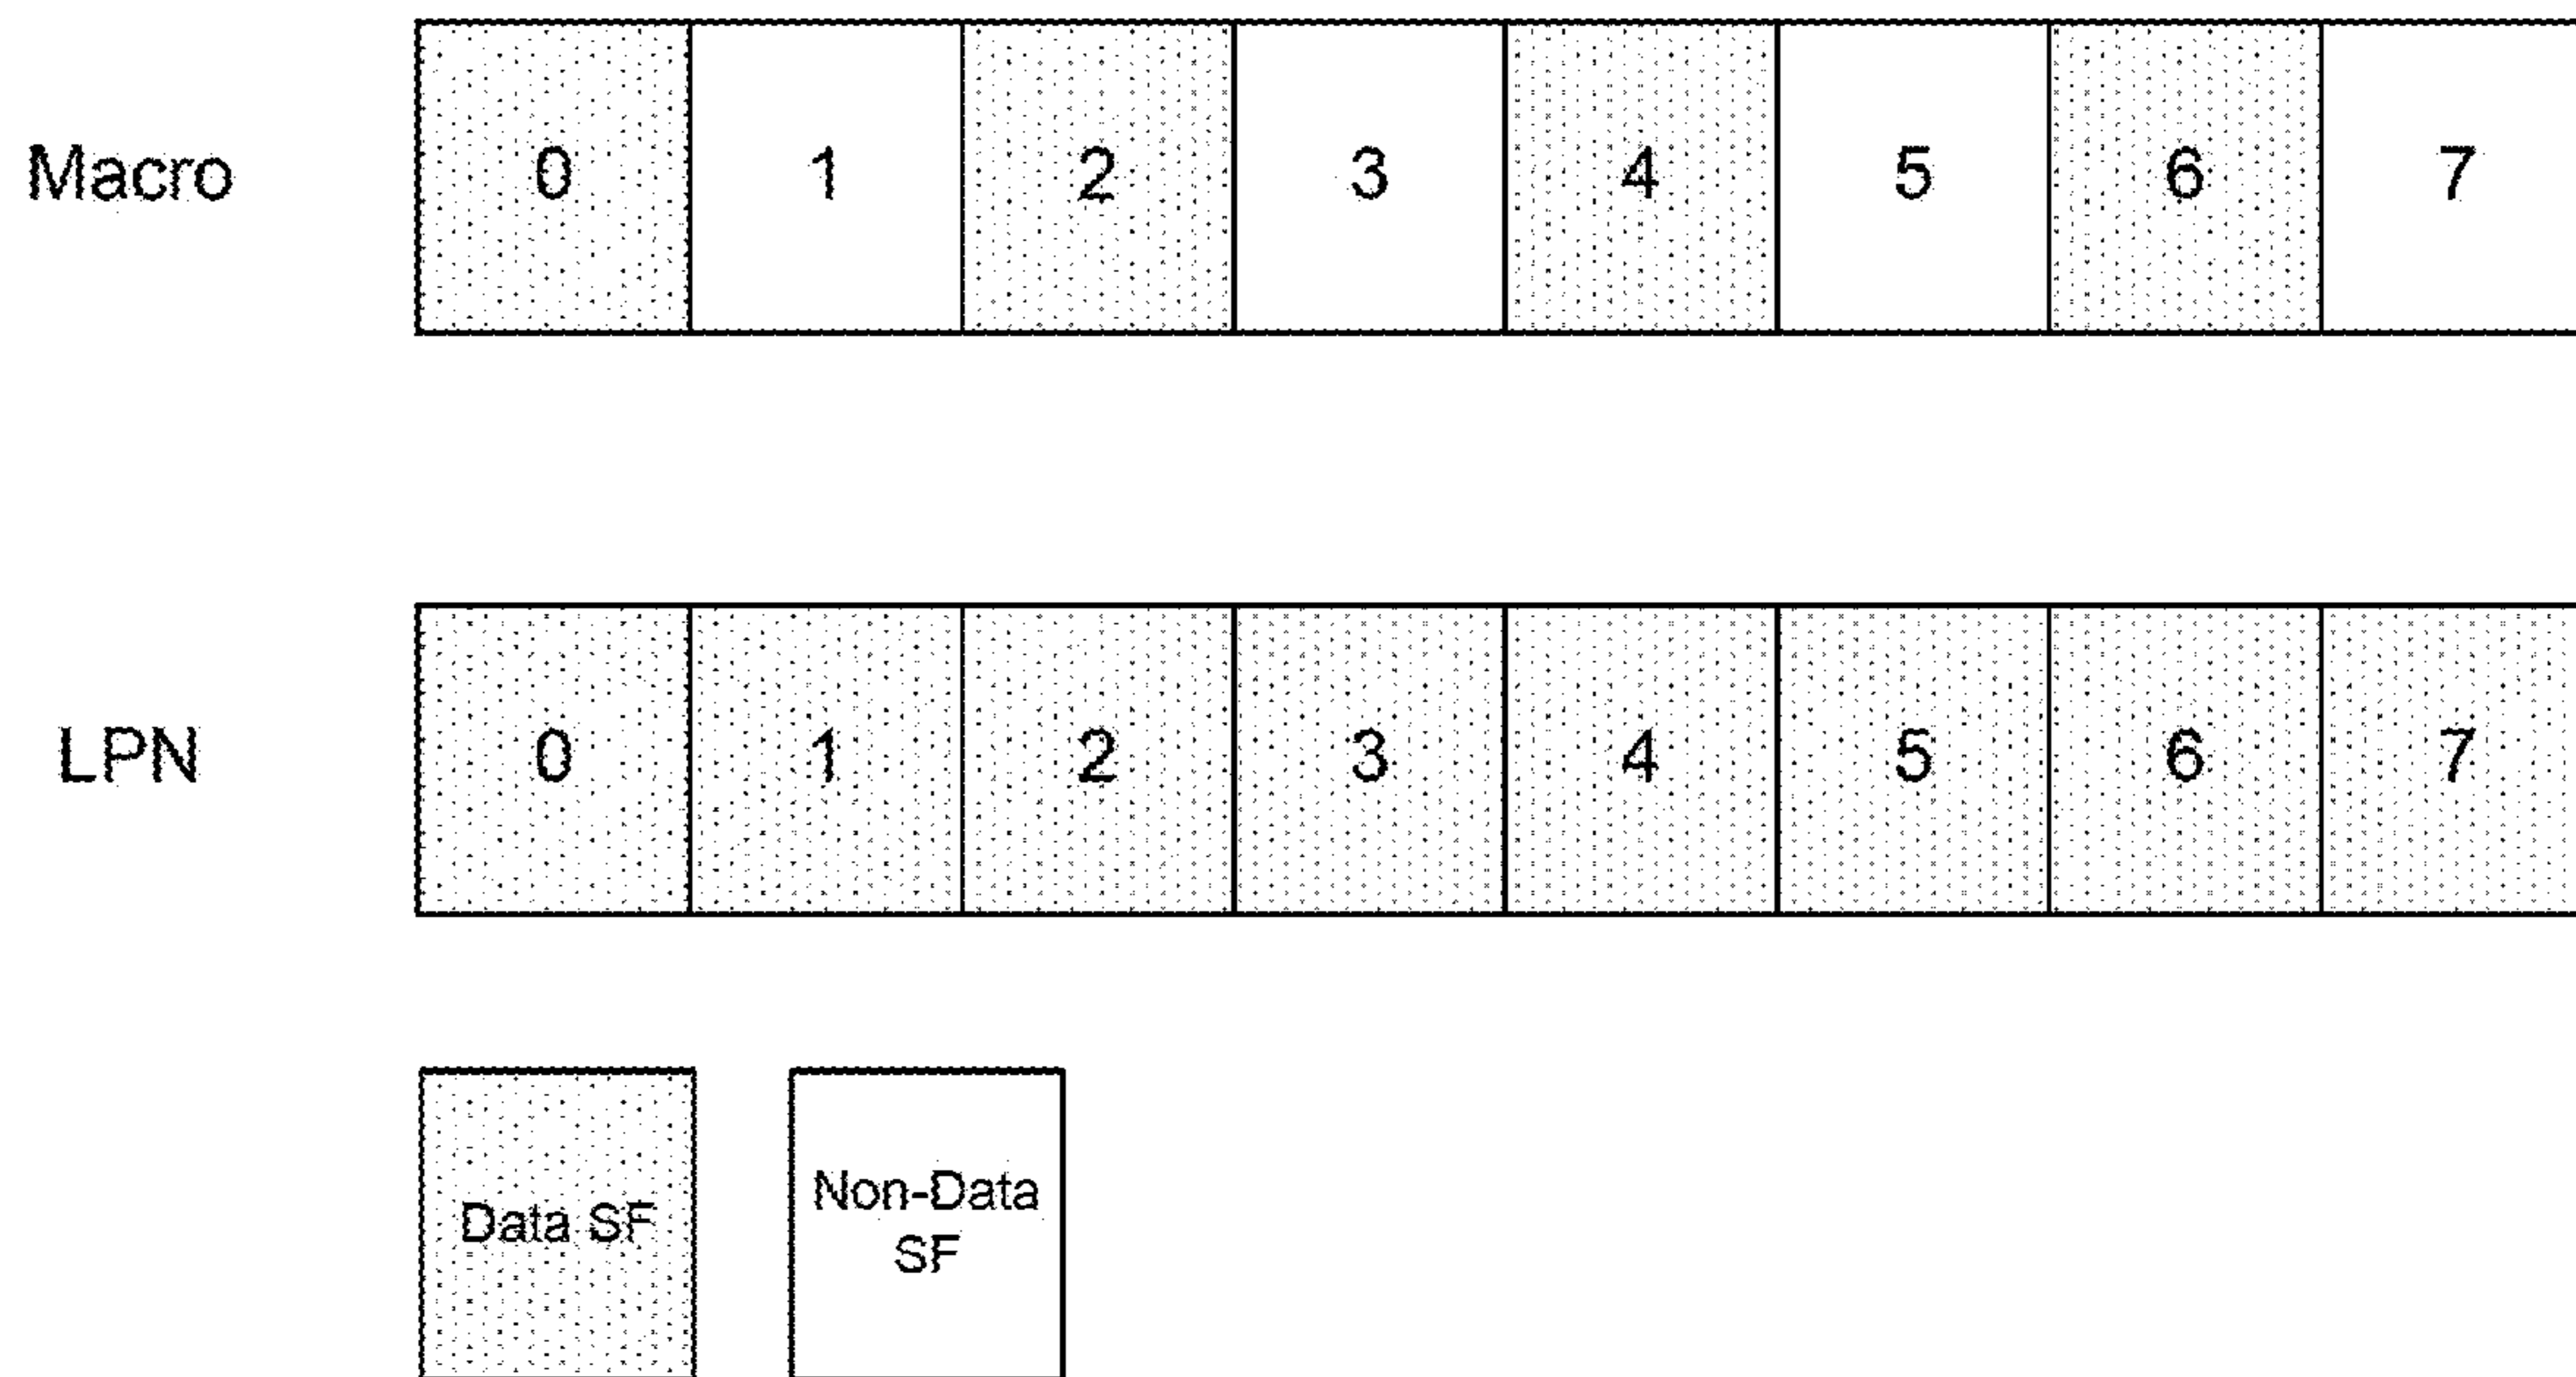 Macro 0 1 2 3 4 5 6 7
LPN 0 1 2 3 4 5 6 7
Data SF
Non-Data
SF